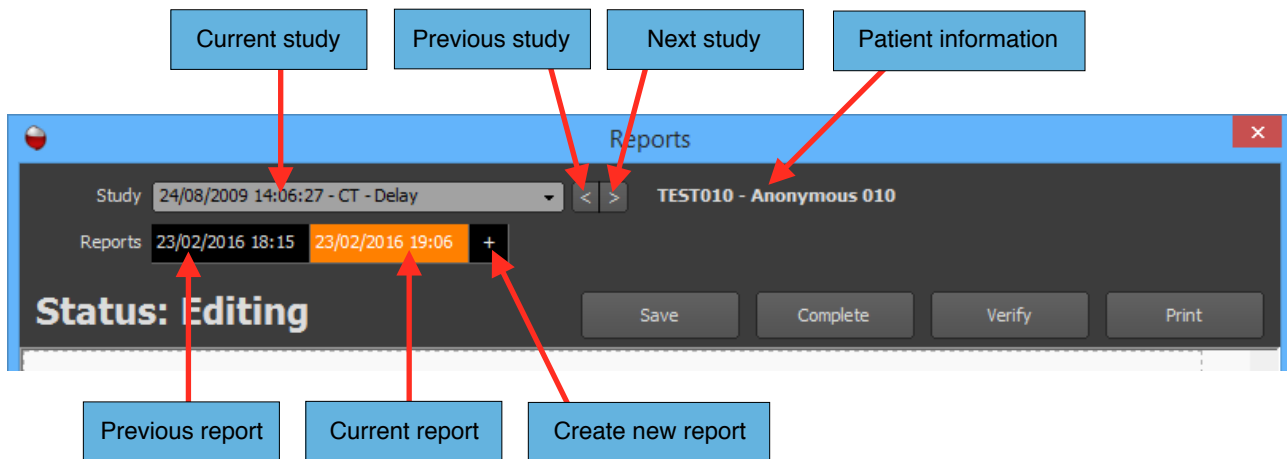 Current study
Previous study
Next study
Patient information
Reports
Study 24/08/2009 14:06:27 - CT - Delay < > TEST010 - Anonymous 010
Reports 23/02/2016 18:15 23/02/2016 19:06 +
Status: Editing Save Complete Verify Print
Previous report
Current report
Create new report